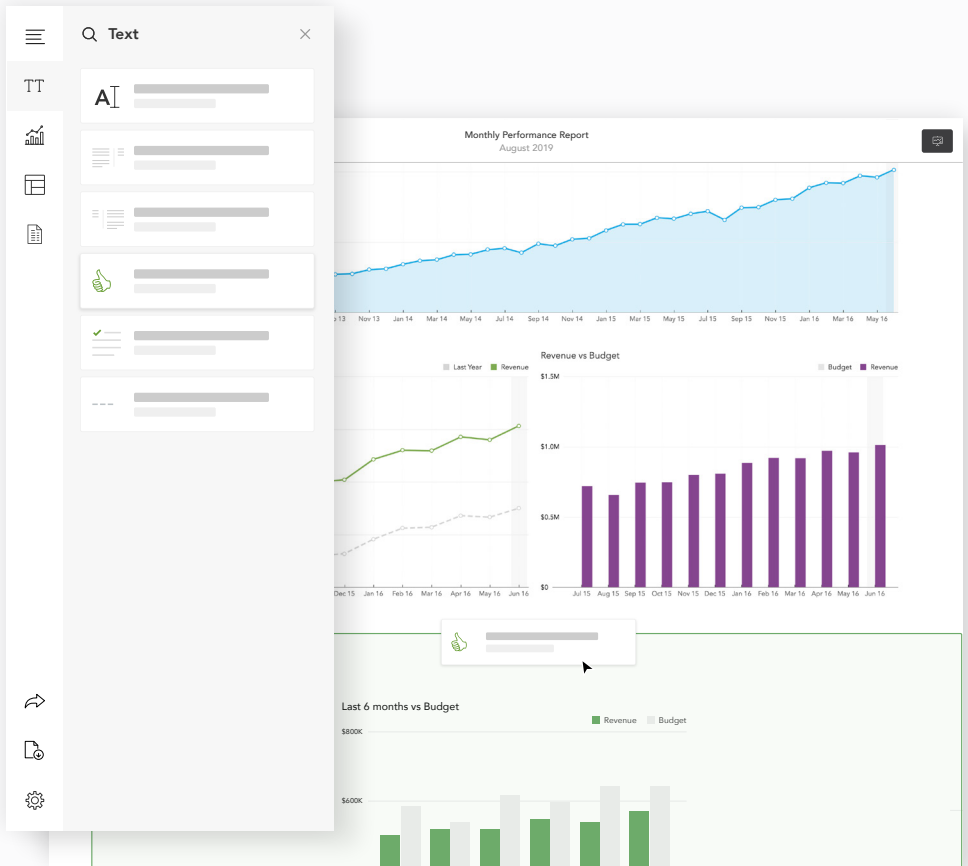 Text
TT
A
Monthly Performance Report
August 2019
13 Nov 13 Jan 14 Mar 14 May 14 Jul 14 Sep 14 Nov 14 Jan 15 Mar 15 May 15 Jul 15 Sep 15 Nov 15 Jan 16 Mar 16 May 16
Last Year Revenue
Dec 15 Jan 16 Feb 16 Mar 16 Apr 16 May 16 Jun 16
Revenue vs Budget
Budget Revenue
$1.5M
$1.0M
$0.5M
$0
Jul 15 Aug 15 Sep 15 Oct 15 Nov 15 Dec 15 Jan 16 Feb 16 Mar 16 Apr 16 May 16 Jun 16
Last 6 months vs Budget
Revenue Budget
$800K
$600K